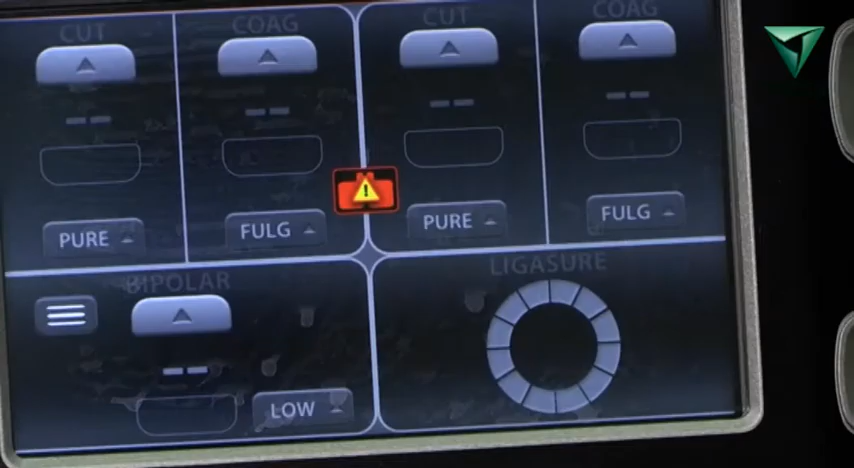 CUT COAG CUT COAG
-- -- -- --
PURE FULG PURE FULG
!
BIPOLAR LIGASURE
--
LOW